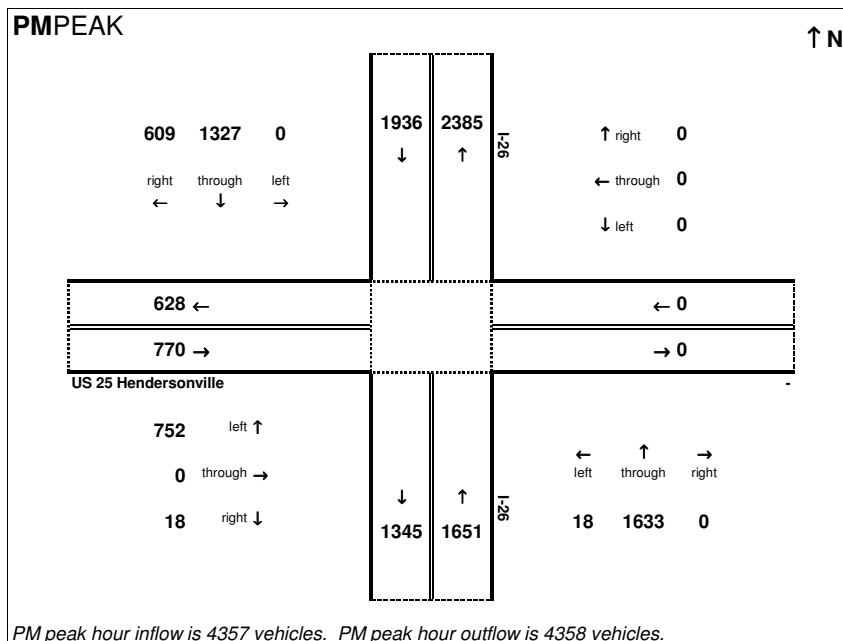 PMPEAK
↑ N
609 1327 0
right through left
← ↓ →
1936 2385
↓ ↑
I-26
↑ right 0
← through 0
↓ left 0
628 ←
← 0
770 →
→ 0
US 25 Hendersonville
-
752 left ↑
0 through →
18 right ↓
↓ ↑
1345 1651
I-26
← ↑ →
left through right
18 1633 0
PM peak hour inflow is 4357 vehicles. PM peak hour outflow is 4358 vehicles.